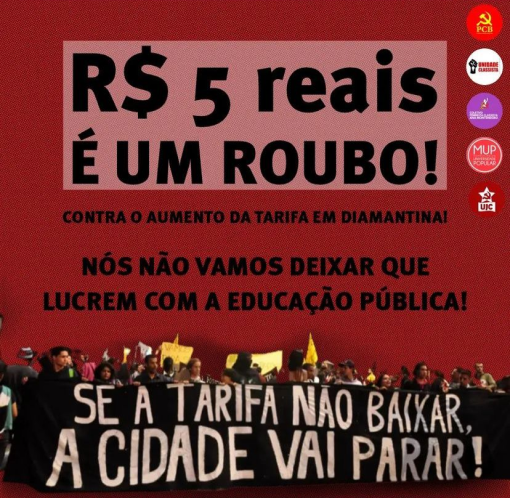 R$ 5 reais
É UM ROUBO!
CONTRA O AUMENTO DA TARIFA EM DIAMANTINA!
NÓS NÃO VAMOS DEIXAR QUE
LUCREM COM A EDUCAÇÃO PÚBLICA!
SE A TARIFA NÃO BAIXAR,
A CIDADE VAI PARAR!
PCB
UNIDADE
CLASSISTA
MUP
POPULAR
UJC